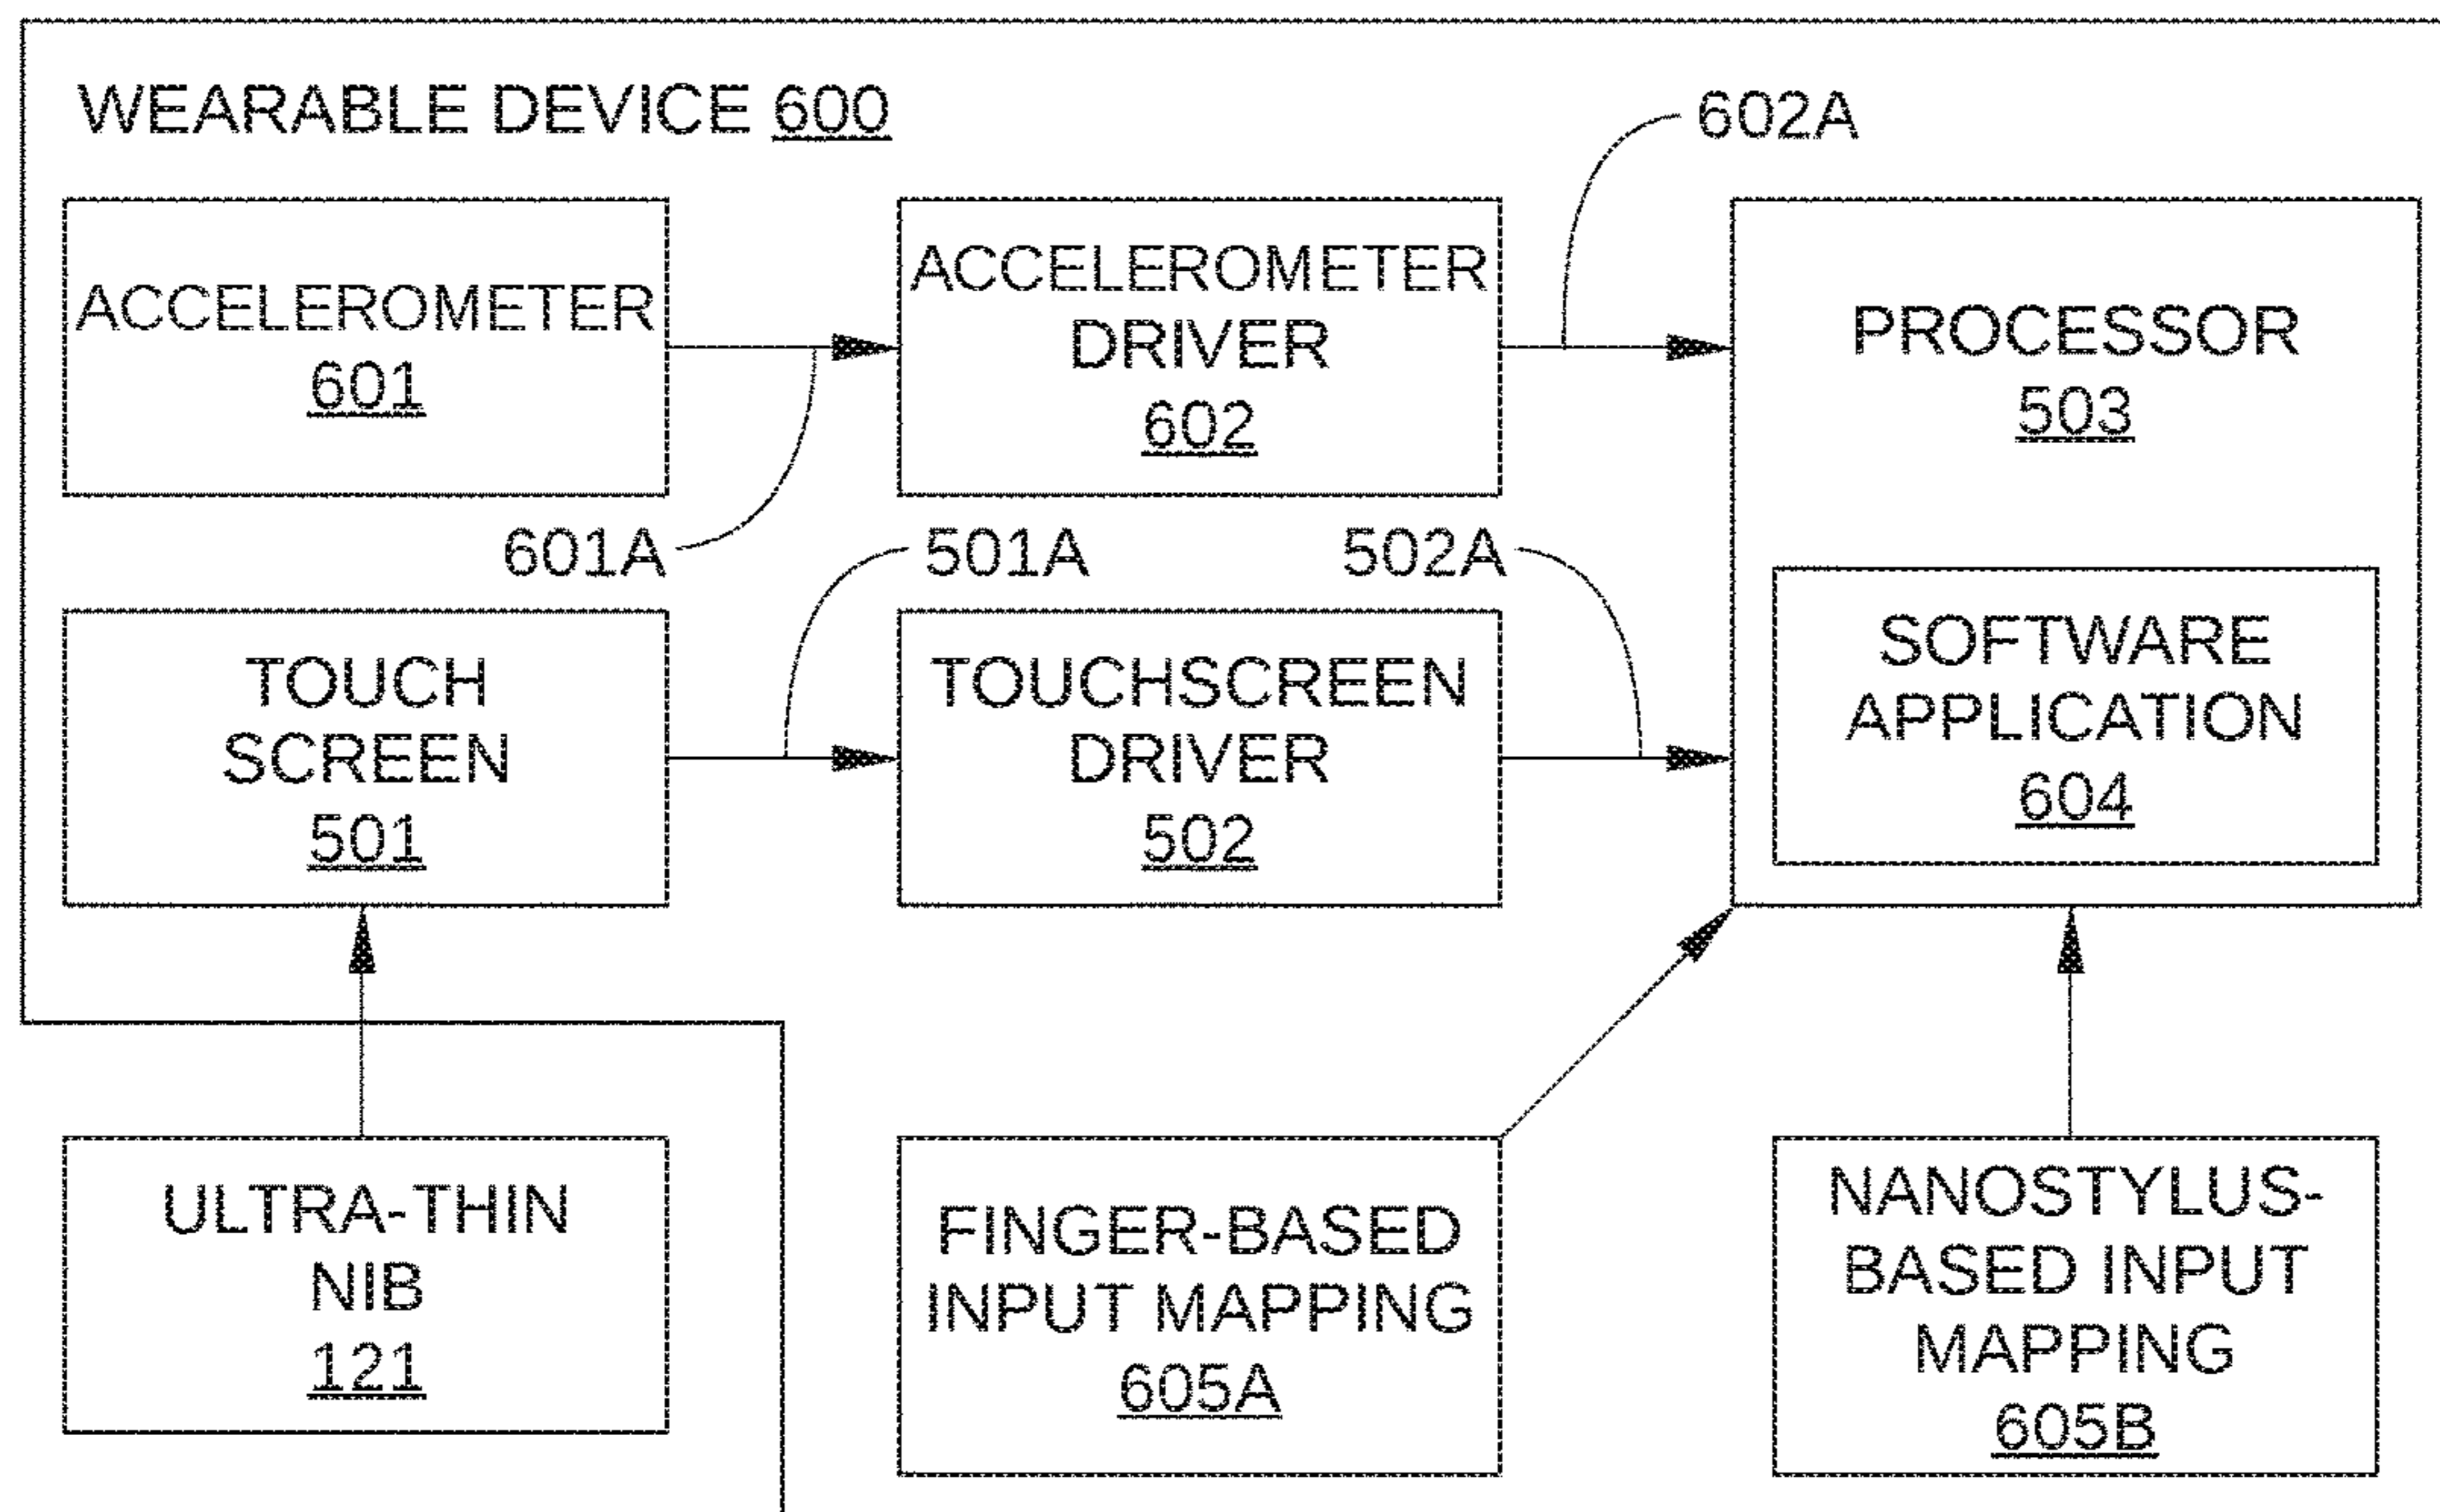 WEARABLE DEVICE 600
602A
ACCELEROMETER
601
ACCELEROMETER
DRIVER
602
PROCESSOR
503
601A
501A
502A
TOUCH
SCREEN
501
TOUCHSCREEN
DRIVER
502
SOFTWARE
APPLICATION
604
ULTRA-THIN
NIB
121
FINGER-BASED
INPUT MAPPING
605A
NANOSTYLUS-
BASED INPUT
MAPPING
605B